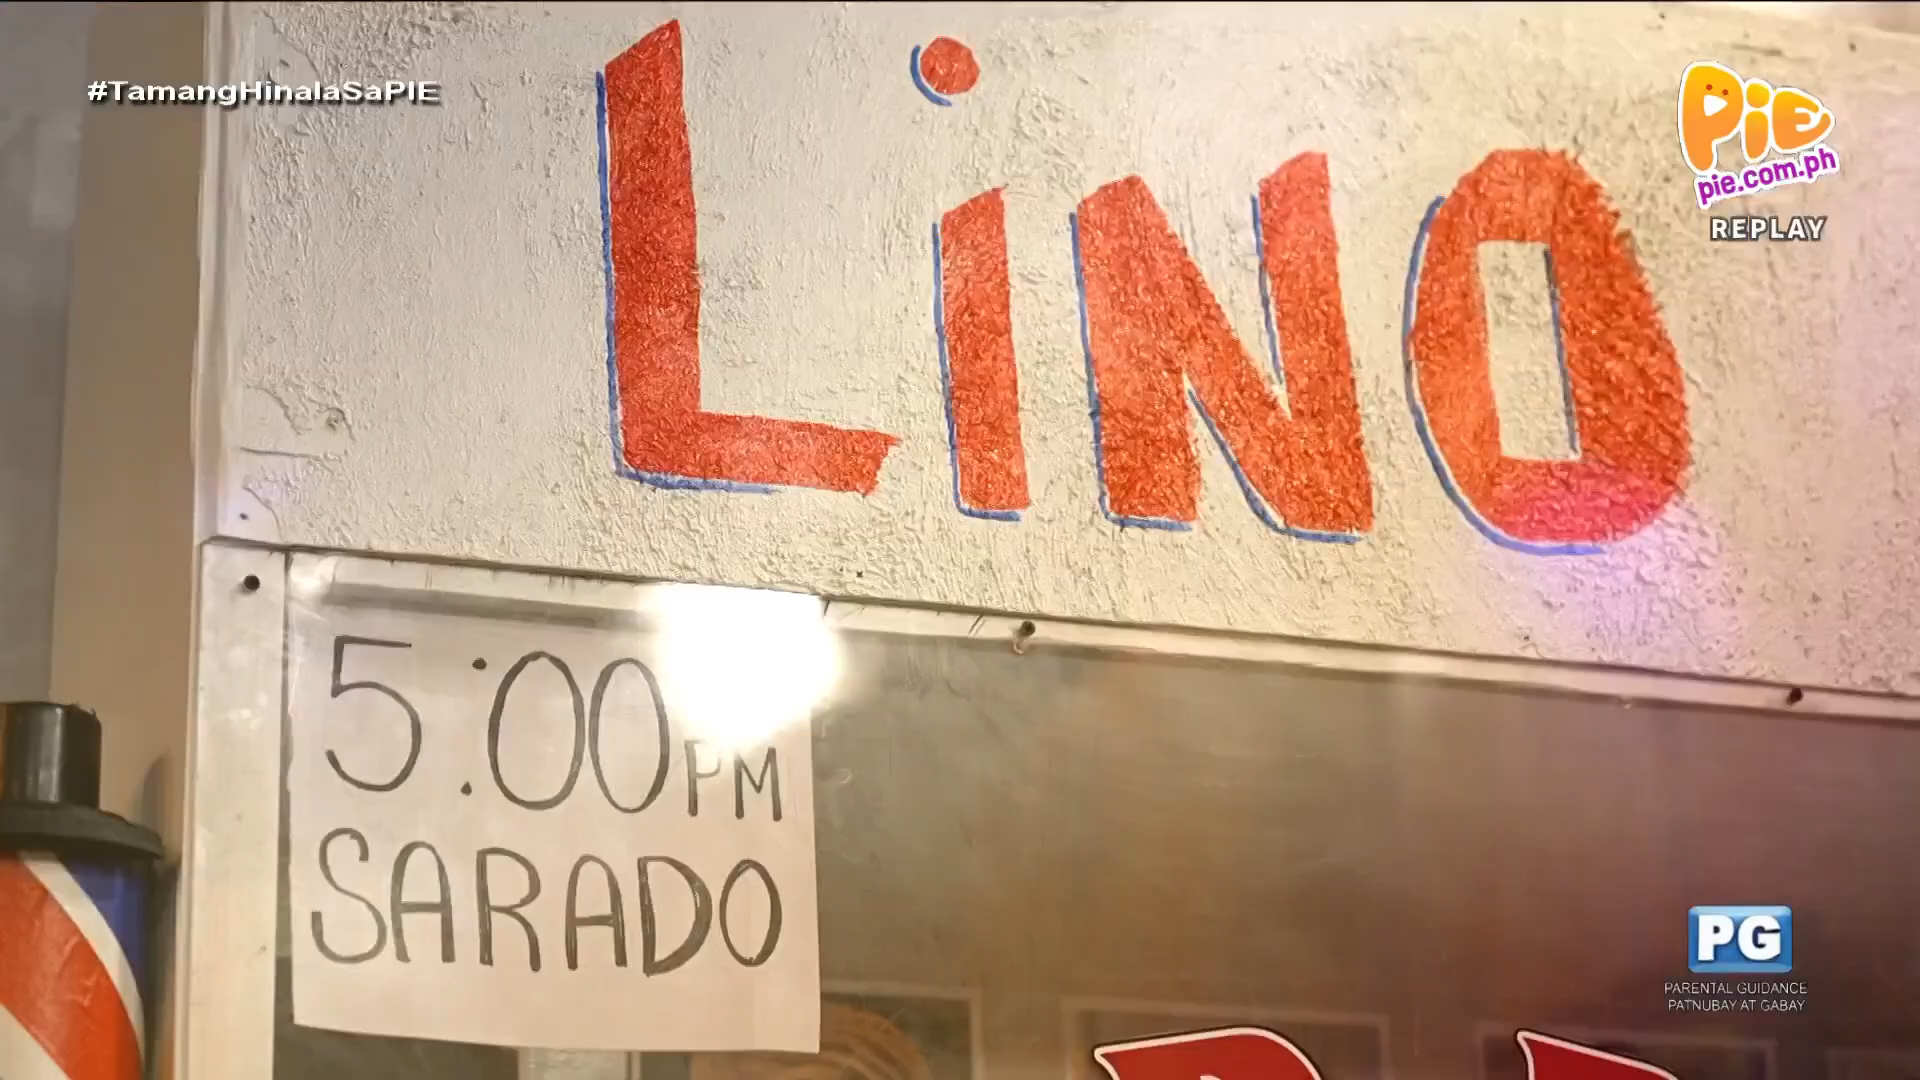 #TamangHinalaSaPIE
PiE
pie.com.ph
REPLAY
LiNO
5:00PM
SARADO
PG
PARENTAL GUIDANCE
PATNUBAY AT GABAY